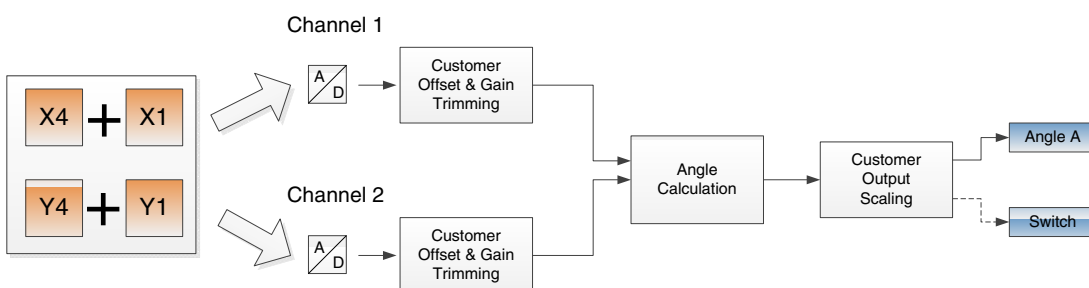 Channel 1
A
D
Customer
Offset & Gain
Trimming
X4 + X1
Y4 + Y1
Channel 2
A
D
Customer
Offset & Gain
Trimming
Angle
Calculation
Customer
Output
Scaling
Angle A
Switch